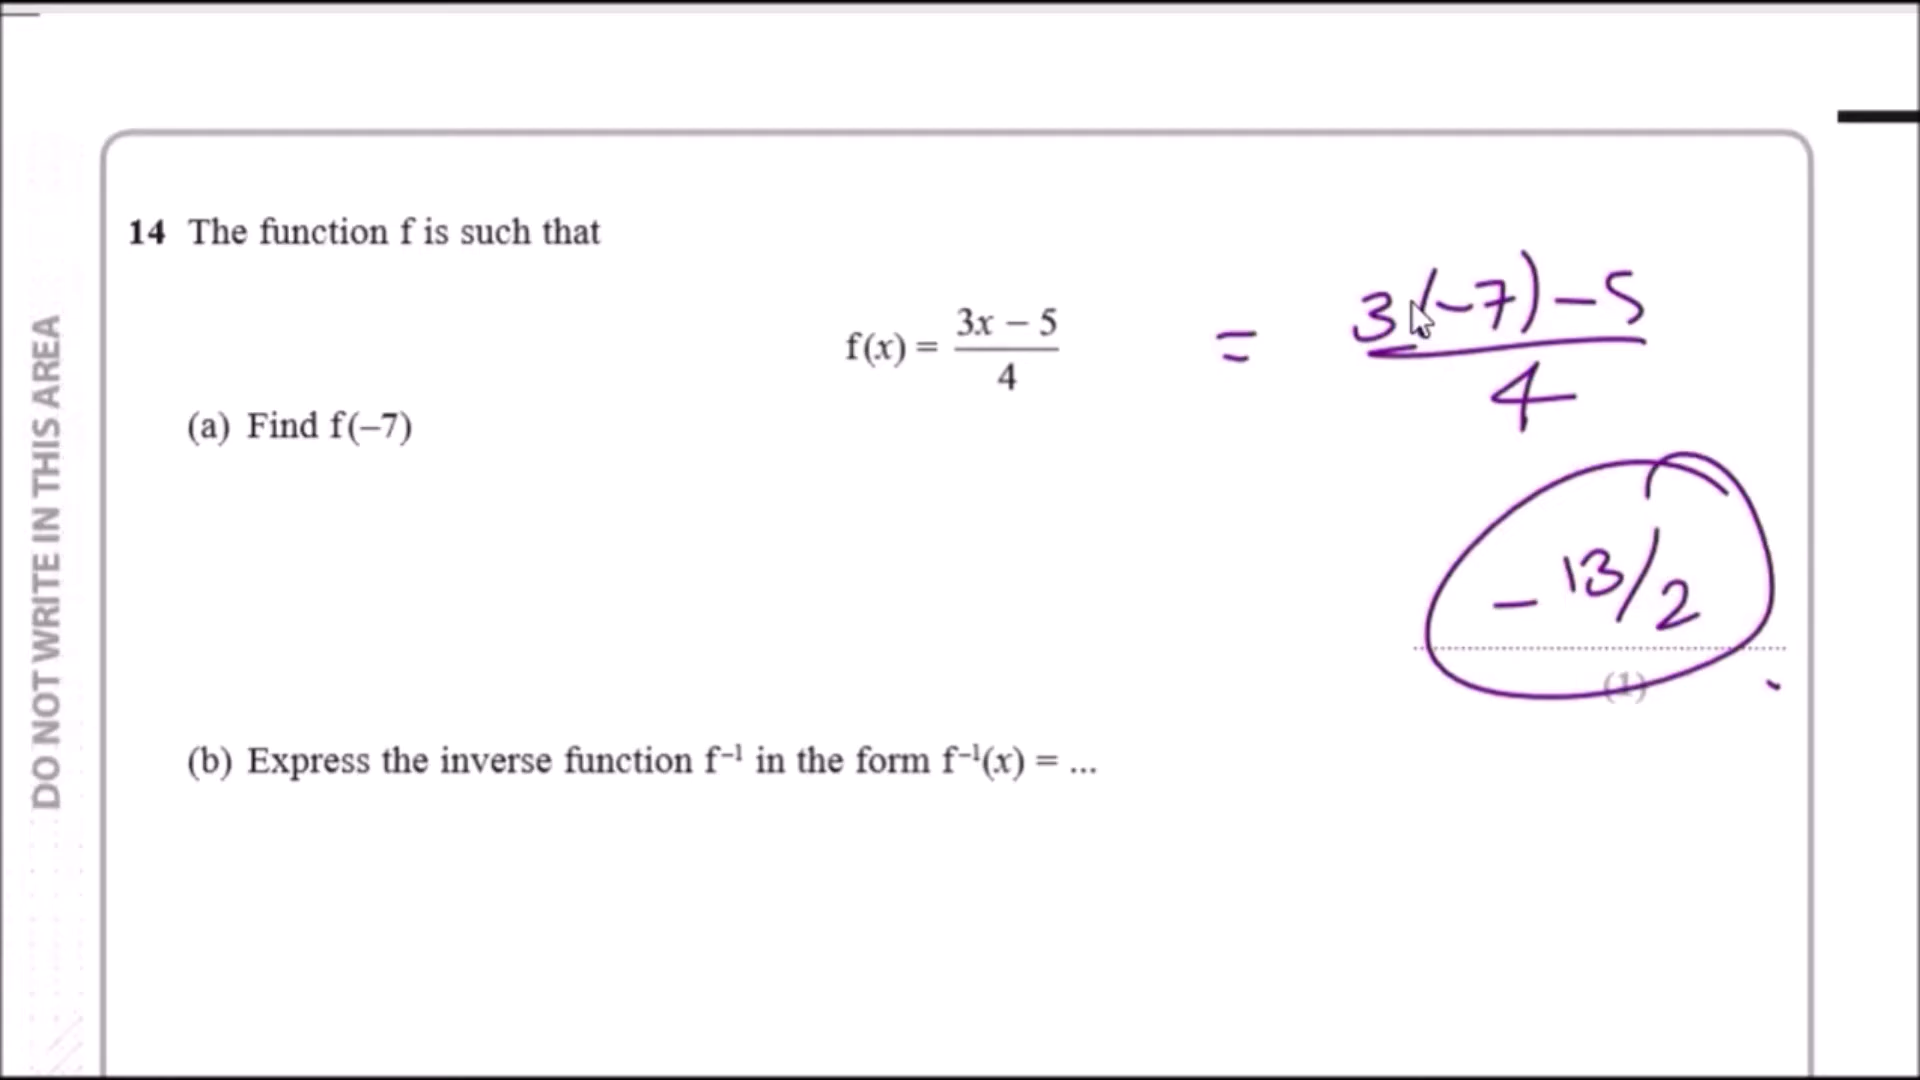 DO NOT WRITE IN THIS AREA
14 The function f is such that
f(x) = (3x – 5)/4 = (3(-7) - 5)/4
(a) Find f(–7)
- 13/2
(1)
(b) Express the inverse function f⁻¹ in the form f⁻¹(x) = ...